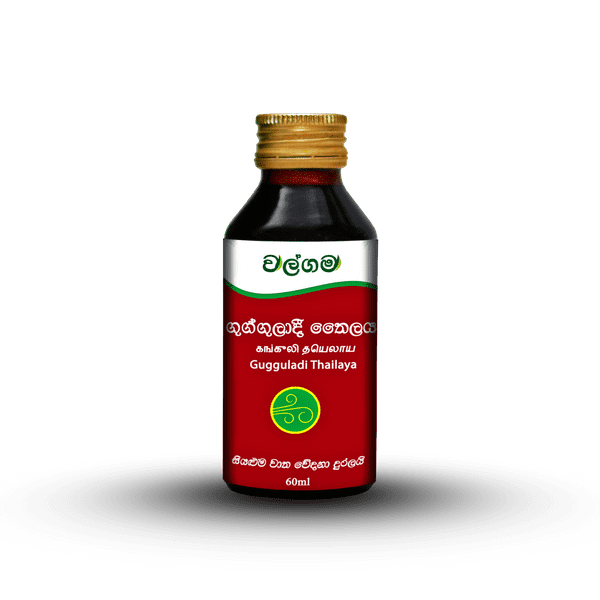 වල්ගම
ගුග්ගුලාදී තෛලය
கங்குலி தயெலாய
Gugguladi Thailaya
සියළුම වාත වේදනා දුරලයි
60ml